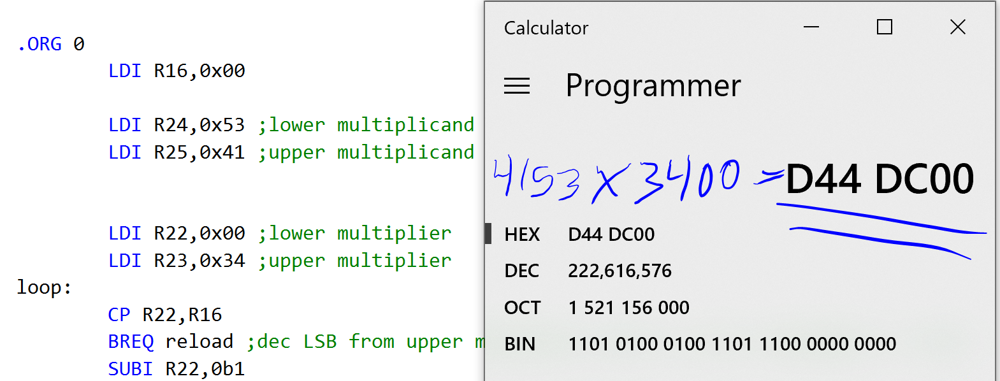 .ORG 0
LDI R16,0x00
LDI R24,0x53 ;lower multiplicand
LDI R25,0x41 ;upper multiplicand
LDI R22,0x00 ;lower multiplier
LDI R23,0x34 ;upper multiplier
loop:
CP R22,R16
BREQ reload ;dec LSB from upper m
SUBI R22,0b1
Calculator
Programmer
4153 X 3400 = D44 DC00
HEX D44 DC00
DEC 222,616,576
OCT 1 521 156 000
BIN 1101 0100 0100 1101 1100 0000 0000